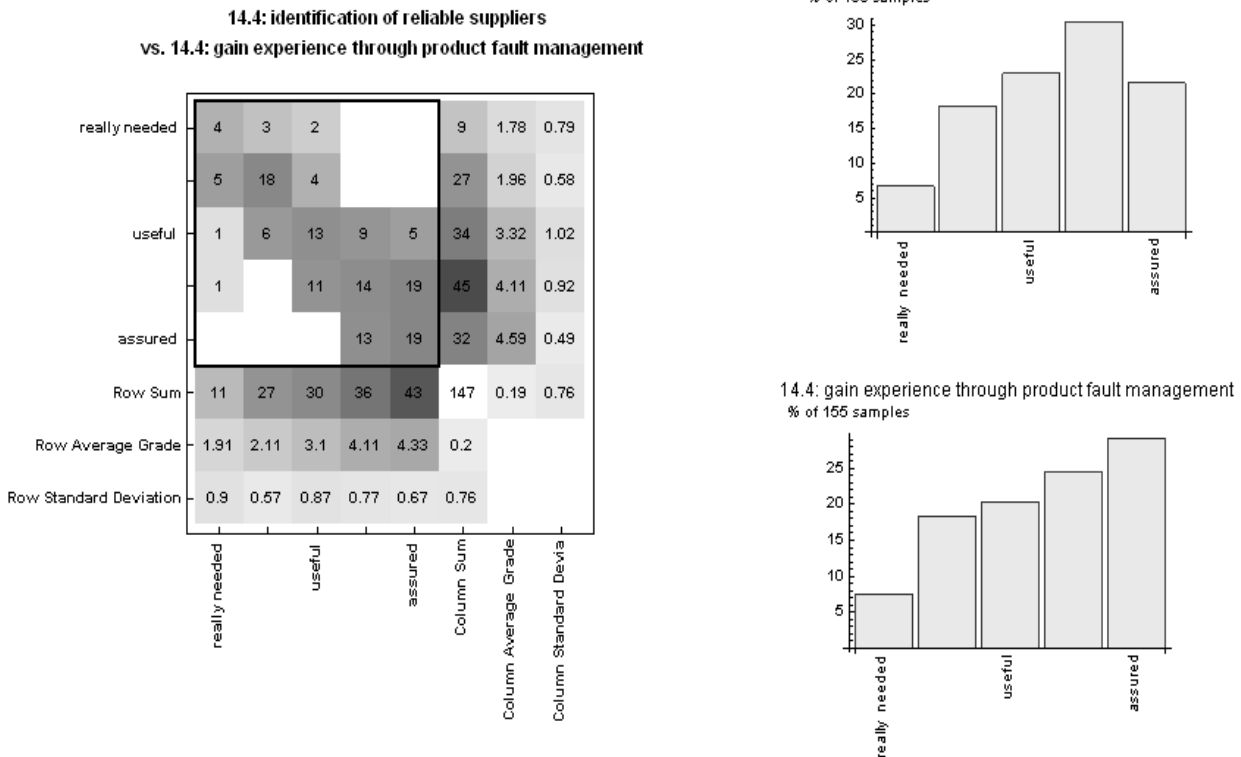 14.4: identification of reliable suppliers
vs. 14.4: gain experience through product fault management
really needed 4 3 2 9 1.78 0.79
5 18 4 27 1.96 0.58
useful 1 6 13 9 5 34 3.32 1.02
1 11 14 19 45 4.11 0.92
assured 13 19 32 4.59 0.49
Row Sum 11 27 30 36 43 147 0.19 0.76
Row Average Grade 1.91 2.11 3.1 4.11 4.33 0.2
Row Standard Deviation 0.9 0.57 0.87 0.77 0.67 0.76
really needed
useful
assured
Column Sum
Column Average Grade
Column Standard Devia
30
25
20
15
10
5
really needed
useful
assured
14.4: gain experience through product fault management
% of 155 samples
25
20
15
10
5
really needed
useful
assured